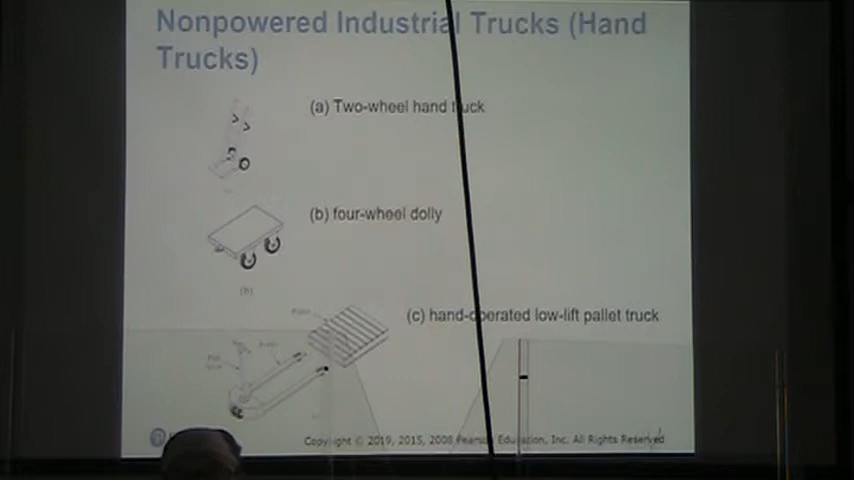 Nonpowered Industrial Trucks (Hand
Trucks)
(a) Two-wheel hand truck
(b) four-wheel dolly
(b)
(c) hand-operated low-lift pallet truck
Copyright © 2019, 2015, 2008 Pearson Education, Inc. All Rights Reserved